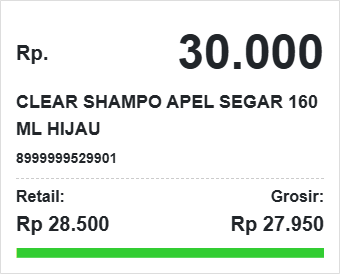 Rp. 30.000
CLEAR SHAMPO APEL SEGAR 160
ML HIJAU
8999999529901
Retail: Grosir:
Rp 28.500 Rp 27.950